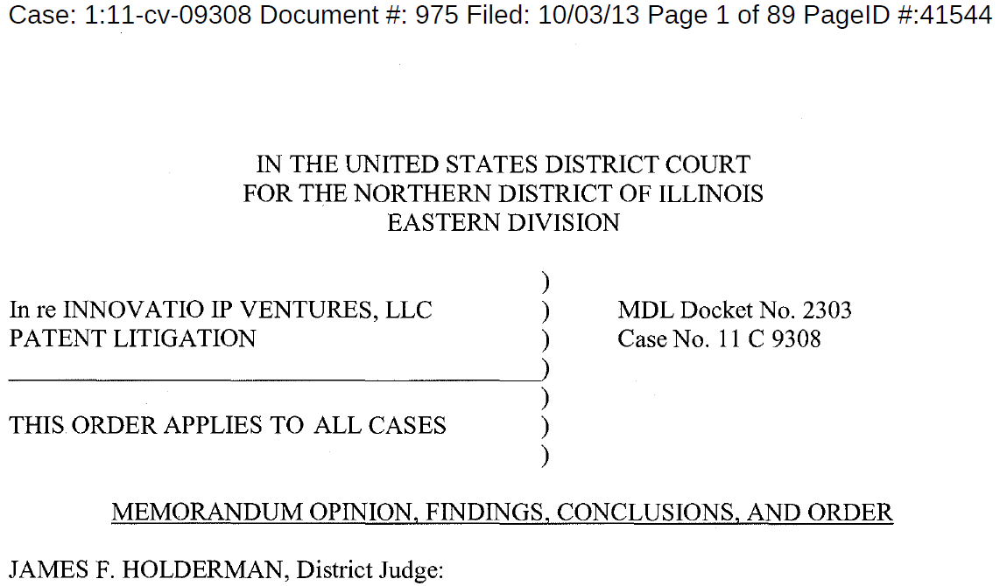 Case: 1:11-cv-09308 Document #: 975 Filed: 10/03/13 Page 1 of 89 PageID #:41544
IN THE UNITED STATES DISTRICT COURT
FOR THE NORTHERN DISTRICT OF ILLINOIS
EASTERN DIVISION
)
In re INNOVATIO IP VENTURES, LLC ) MDL Docket No. 2303
PATENT LITIGATION ) Case No. 11 C 9308
)
)
THIS ORDER APPLIES TO ALL CASES )
)
MEMORANDUM OPINION, FINDINGS, CONCLUSIONS, AND ORDER
JAMES F. HOLDERMAN, District Judge: